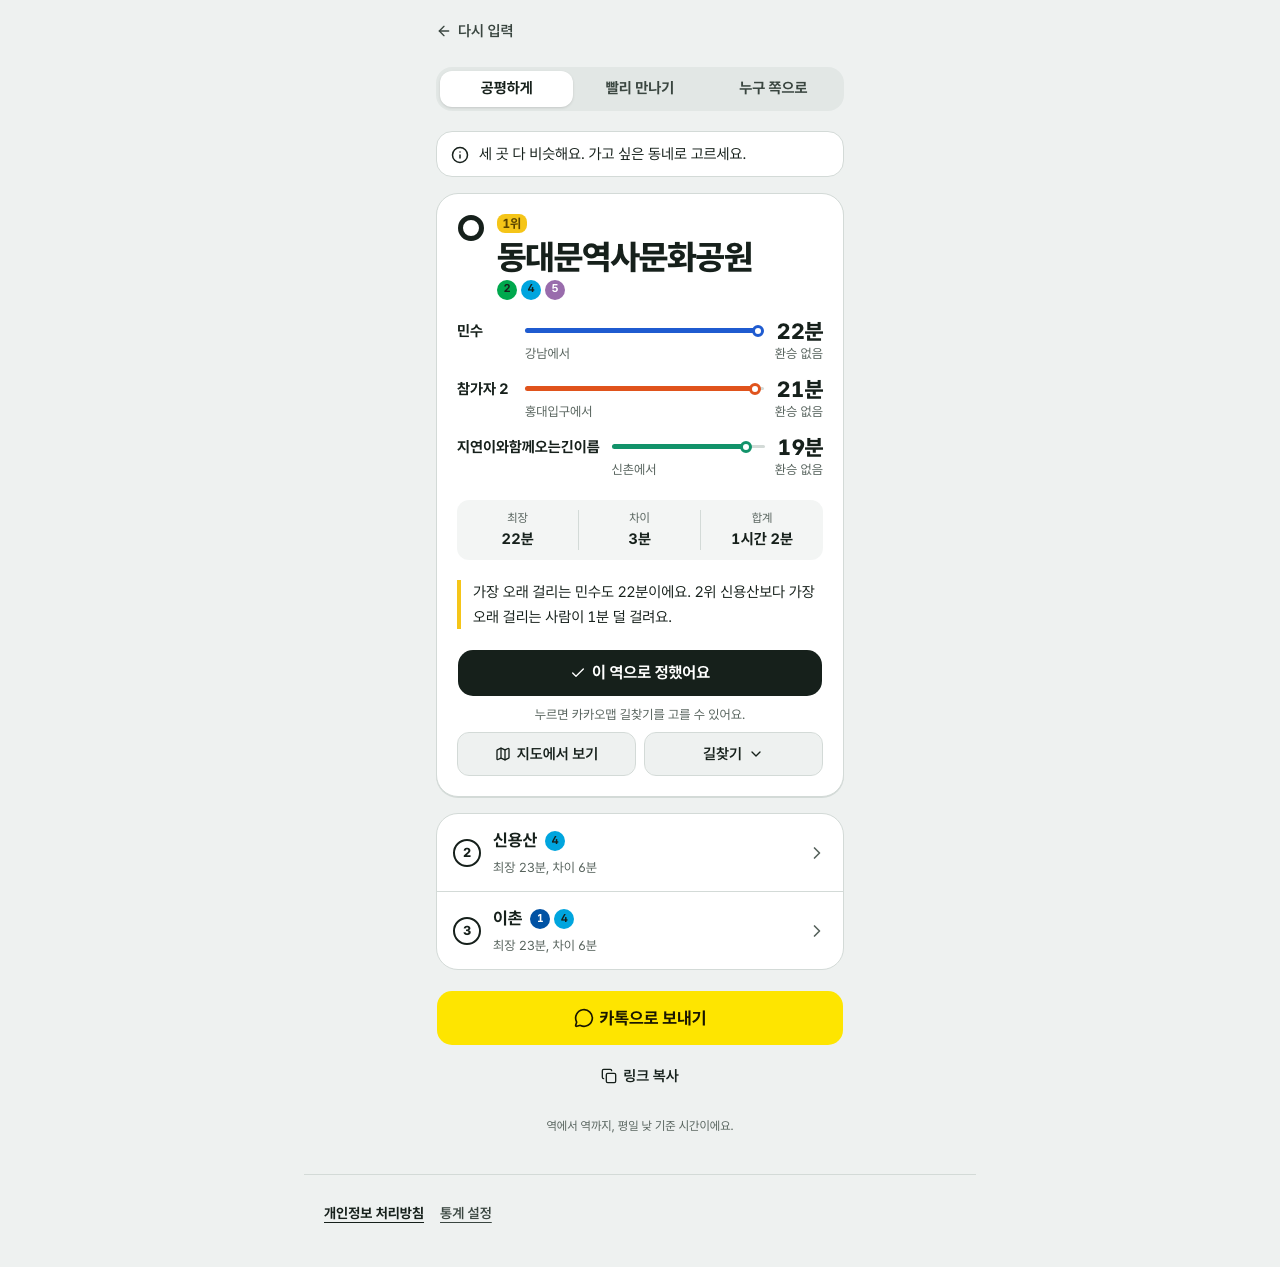 다시 입력
공평하게 빨리 만나기 누구 쪽으로
세 곳 다 비슷해요. 가고 싶은 동네로 고르세요.
1위
동대문역사문화공원
2 4 5
민수 22분
강남에서 환승 없음
참가자 2 21분
홍대입구에서 환승 없음
지연이와함께오는긴이름 19분
신촌에서 환승 없음
최장 차이 합계
22분 3분 1시간 2분
가장 오래 걸리는 민수도 22분이에요. 2위 신용산보다 가장
오래 걸리는 사람이 1분 덜 걸려요.
이 역으로 정했어요
누르면 카카오맵 길찾기를 고를 수 있어요.
지도에서 보기 길찾기
2 신용산 4
최장 23분, 차이 6분
3 이촌 1 4
최장 23분, 차이 6분
카톡으로 보내기
링크 복사
역에서 역까지, 평일 낮 기준 시간이에요.
개인정보 처리방침 통계 설정